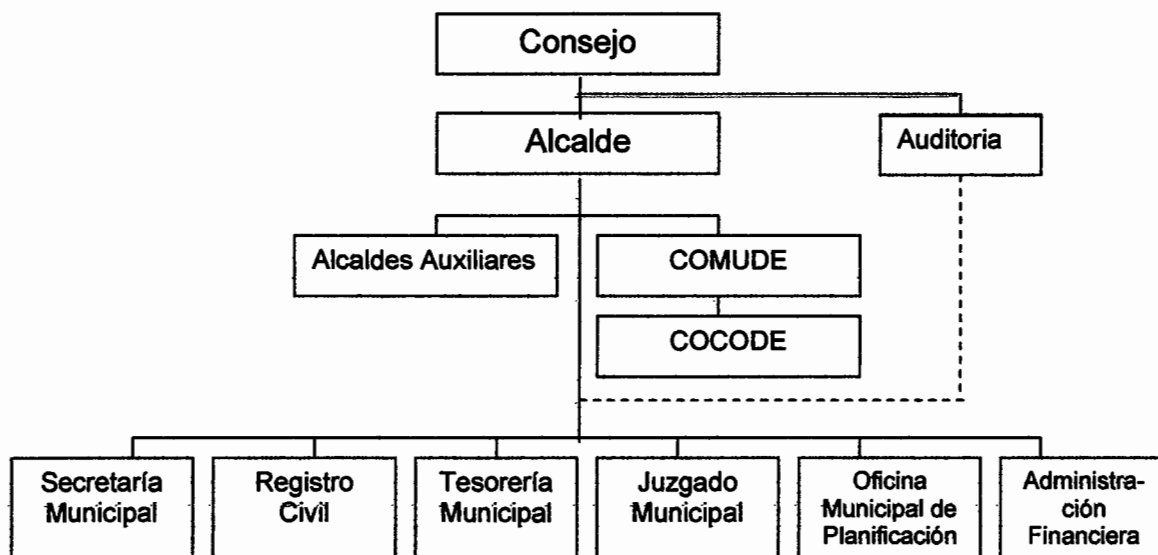 Consejo
Alcalde
Auditoria
Alcaldes Auxiliares
COMUDE
COCODE
Secretaría
Municipal
Registro
Civil
Tesorería
Municipal
Juzgado
Municipal
Oficina
Municipal de
Planificación
Administra-
ción
Financiera